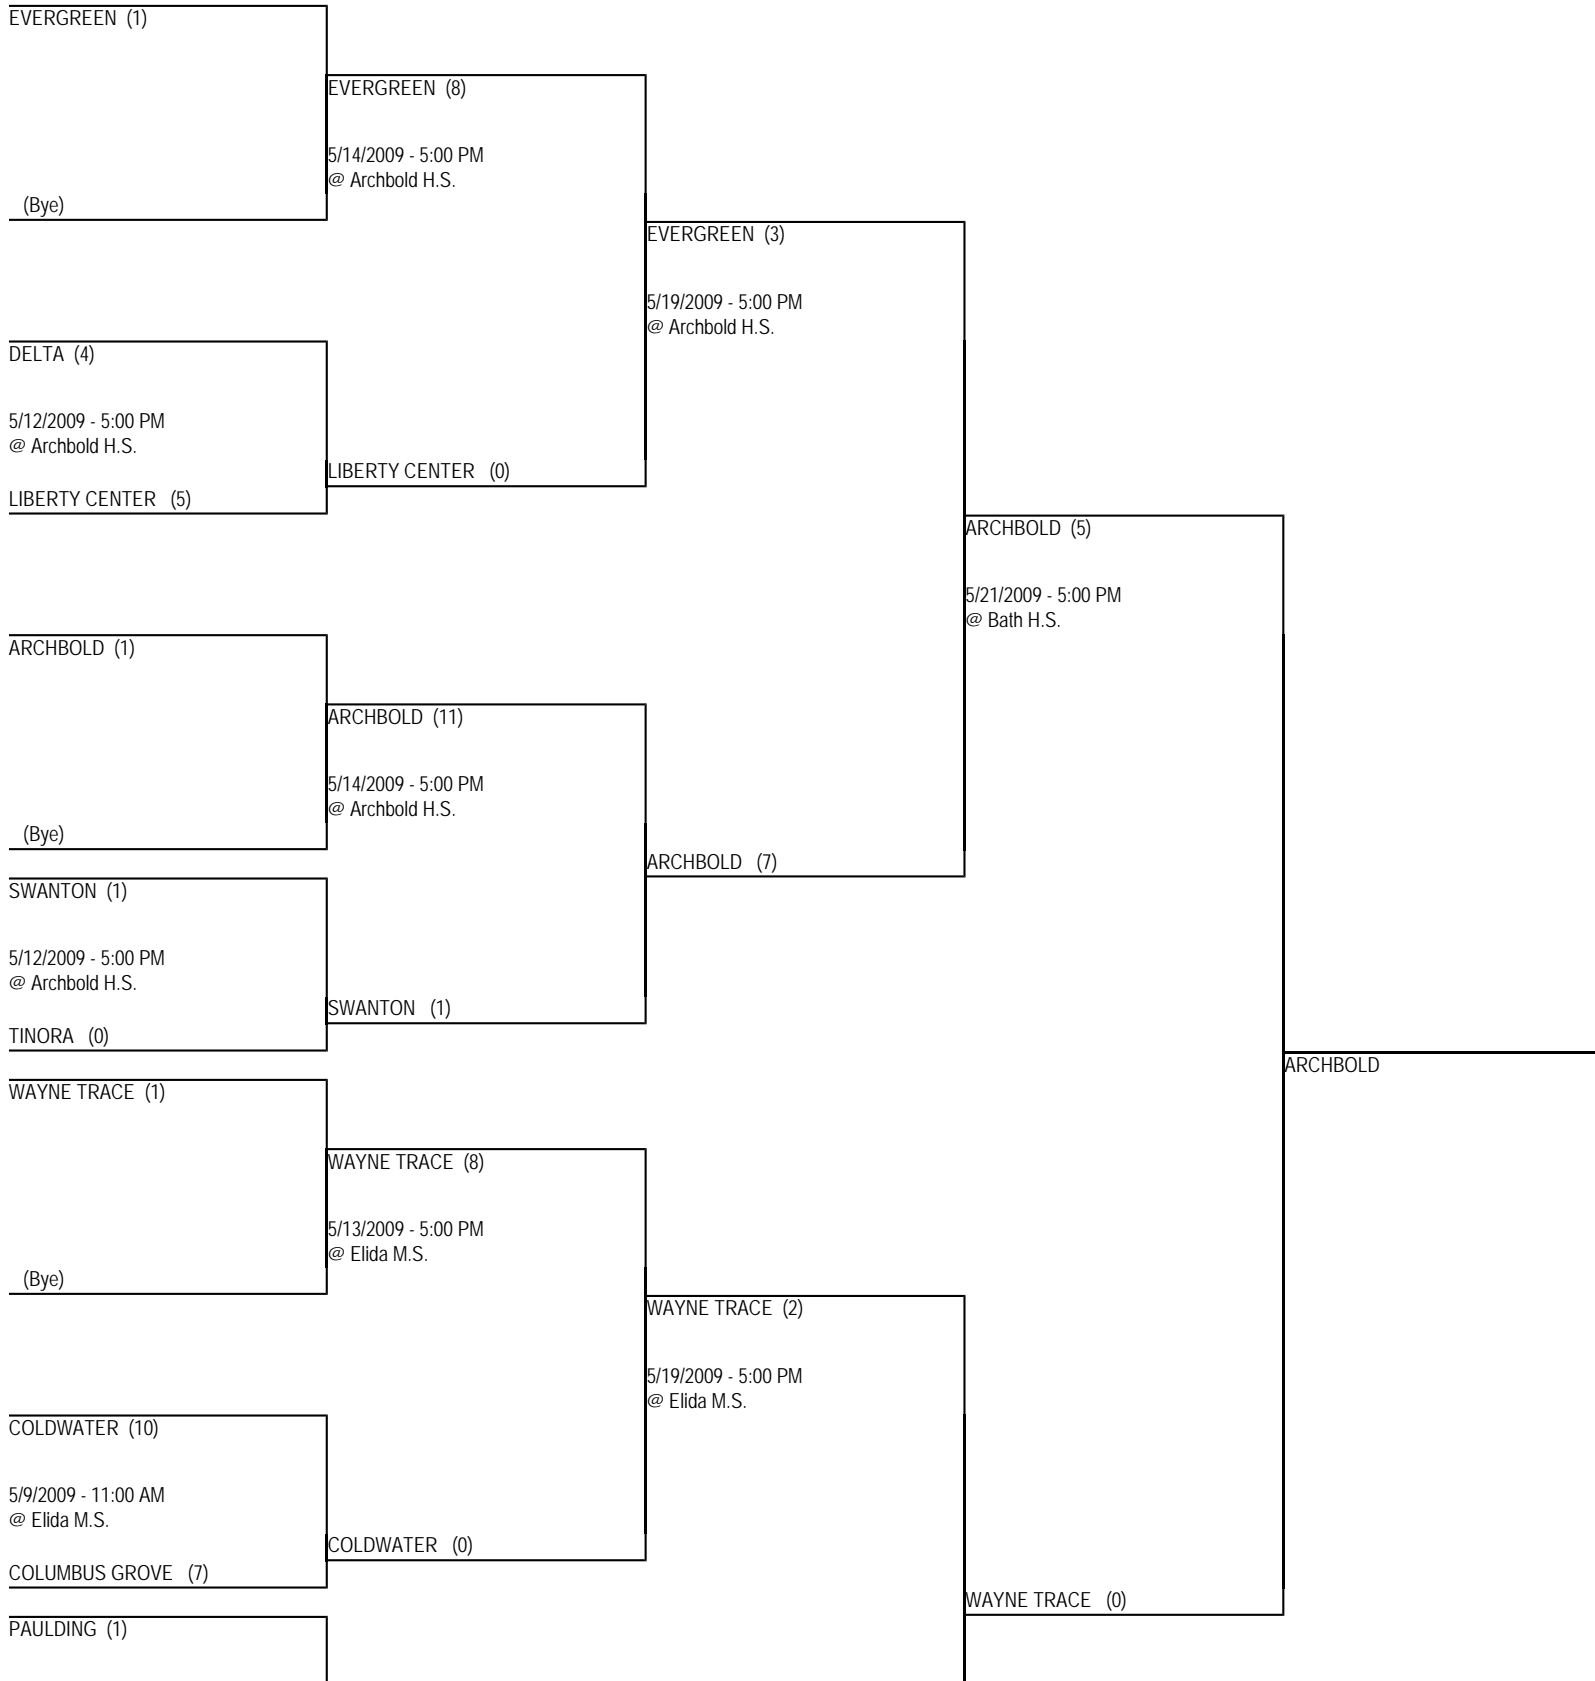 EVERGREEN (1)
EVERGREEN (8)
5/14/2009 - 5:00 PM
@ Archbold H.S.
(Bye)
EVERGREEN (3)
5/19/2009 - 5:00 PM
@ Archbold H.S.
DELTA (4)
5/12/2009 - 5:00 PM
@ Archbold H.S.
LIBERTY CENTER (0)
LIBERTY CENTER (5)
ARCHBOLD (5)
5/21/2009 - 5:00 PM
@ Bath H.S.
ARCHBOLD (1)
ARCHBOLD (11)
5/14/2009 - 5:00 PM
@ Archbold H.S.
(Bye)
ARCHBOLD (7)
SWANTON (1)
5/12/2009 - 5:00 PM
@ Archbold H.S.
SWANTON (1)
TINORA (0)
ARCHBOLD
WAYNE TRACE (1)
WAYNE TRACE (8)
5/13/2009 - 5:00 PM
@ Elida M.S.
(Bye)
WAYNE TRACE (2)
5/19/2009 - 5:00 PM
@ Elida M.S.
COLDWATER (10)
5/9/2009 - 11:00 AM
@ Elida M.S.
COLDWATER (0)
COLUMBUS GROVE (7)
WAYNE TRACE (0)
PAULDING (1)